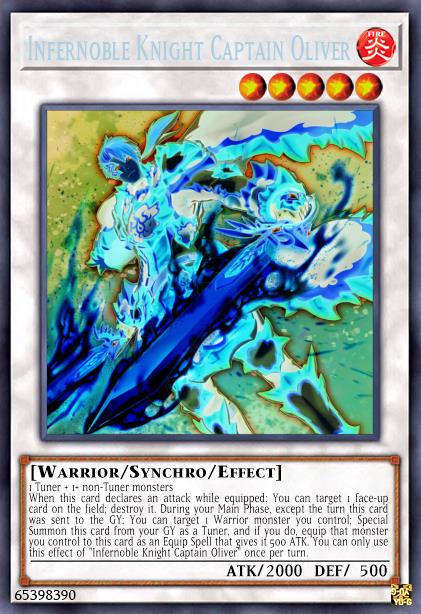 Infernoble Knight Captain Oliver
FIRE
炎
[Warrior/Synchro/Effect]
1 Tuner + 1+ non-Tuner monsters
When this card declares an attack while equipped: You can target 1 face-up
card on the field; destroy it. During your Main Phase, except the turn this card
was sent to the GY: You can target 1 Warrior monster you control; Special
Summon this card from your GY as a Tuner, and if you do, equip that monster
you control to this card as an Equip Spell that gives it 500 ATK. You can only use
this effect of "Infernoble Knight Captain Oliver" once per turn.
ATK/2000 DEF/ 500
65398390